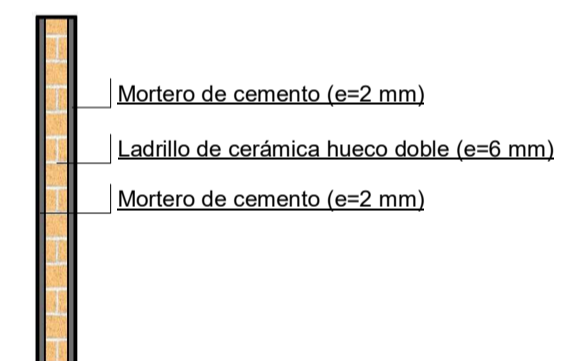 Mortero de cemento (e=2 mm)
Ladrillo de cerámica hueco doble (e=6 mm)
Mortero de cemento (e=2 mm)